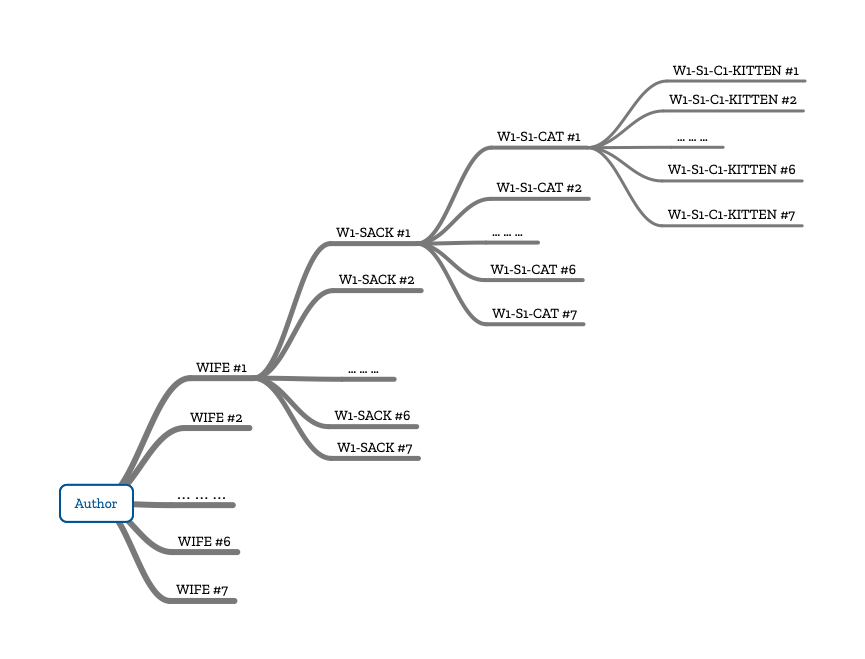 W1-S1-C1-KITTEN #1
W1-S1-C1-KITTEN #2
... ... ...
W1-S1-C1-KITTEN #6
W1-S1-C1-KITTEN #7
W1-S1-CAT #1
W1-S1-CAT #2
... ... ...
W1-S1-CAT #6
W1-S1-CAT #7
W1-SACK #1
W1-SACK #2
... ... ...
W1-SACK #6
W1-SACK #7
WIFE #1
WIFE #2
... ... ...
WIFE #6
WIFE #7
Author